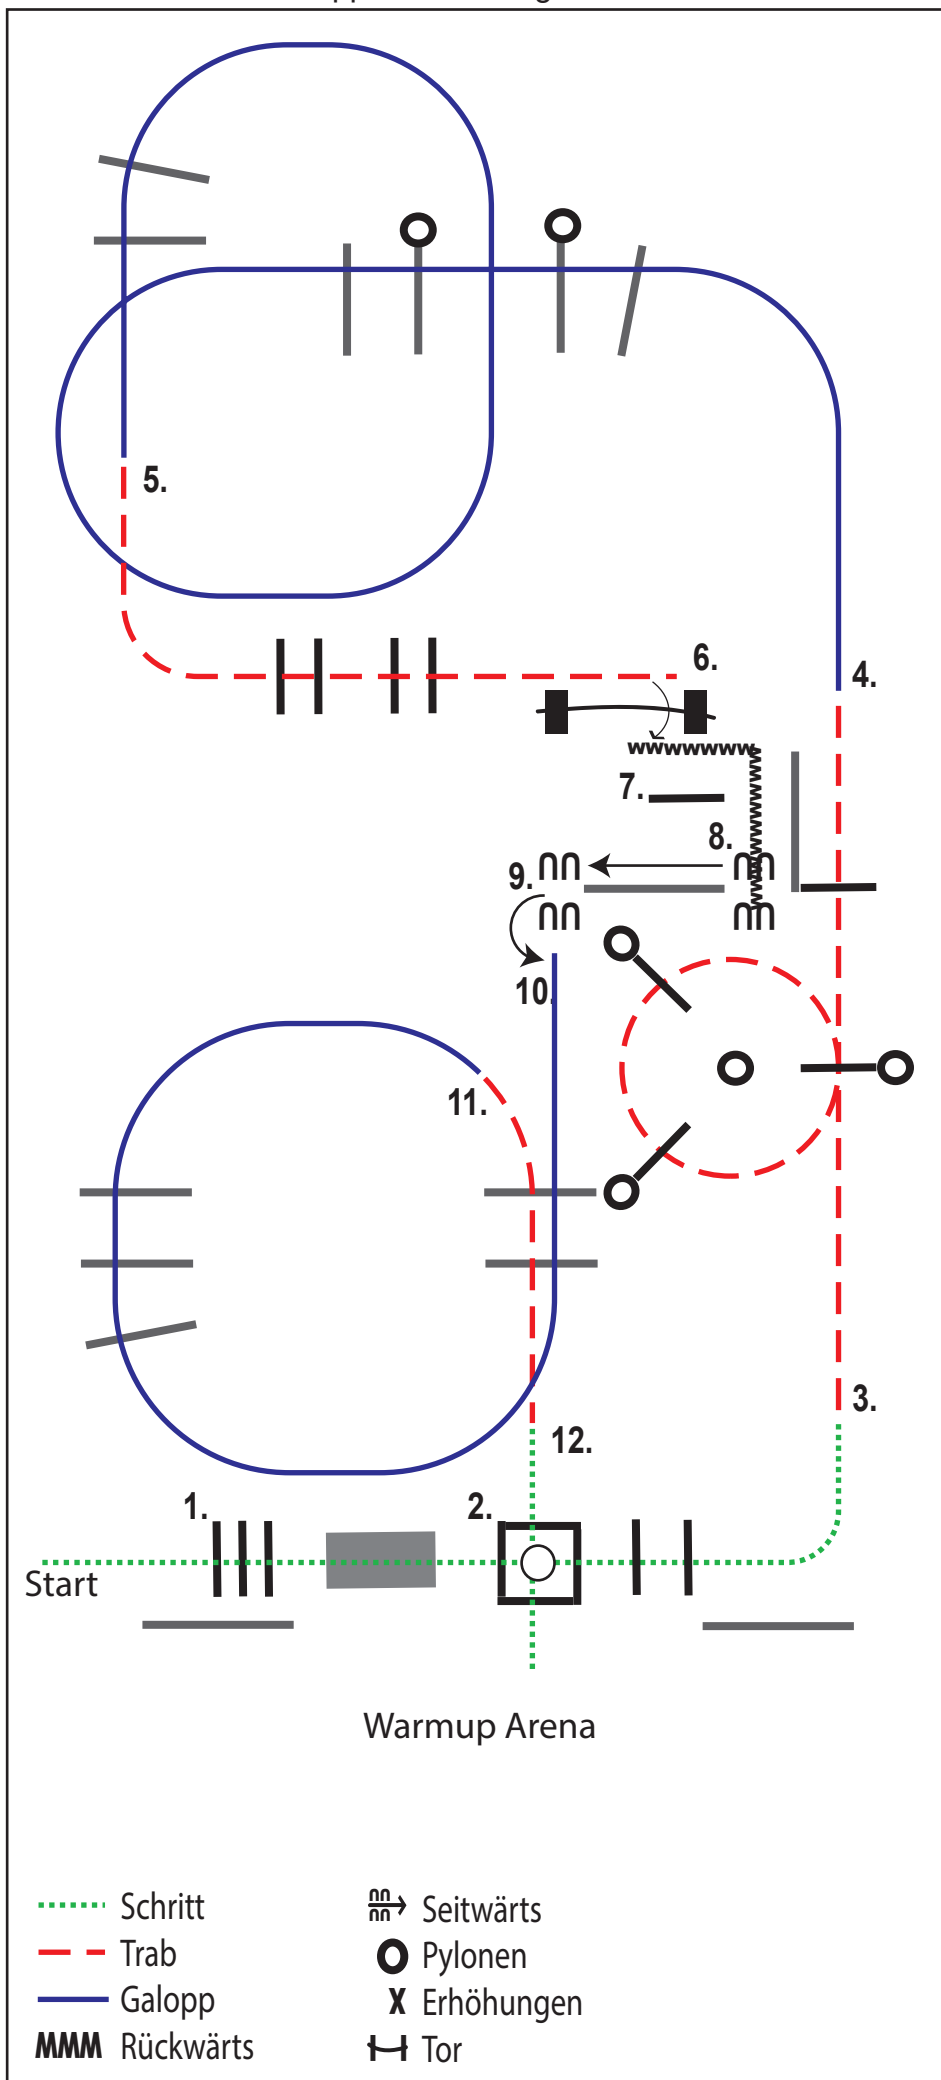 5.
6.
4.
7.
8.
9.
10.
11.
3.
12.
1.
2.
Start
Warmup Arena
Schritt
Trab
Galopp
MMM Rückwärts
Seitwärts
Pylonen
X Erhöhungen
Tor